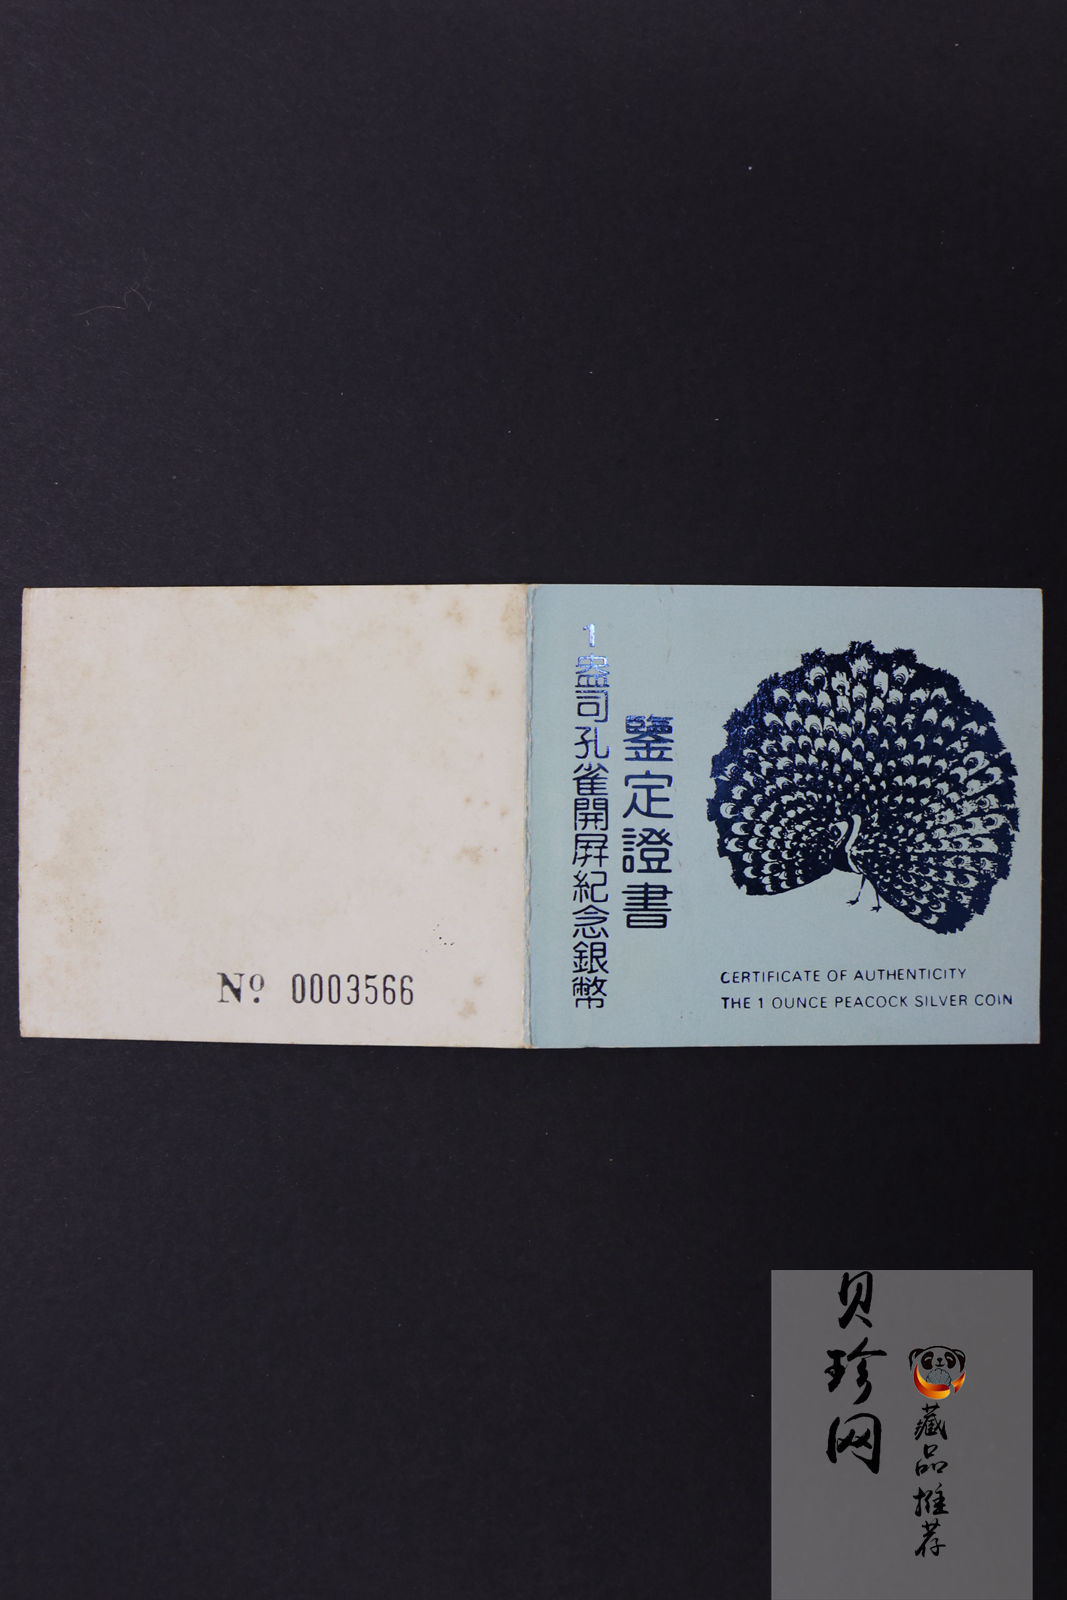 1盎司孔雀開屏紀念銀幣
鑒定證書
CERTIFICATE OF AUTHENTICITY
THE 1 OUNCE PEACOCK SILVER COIN
Nº 0003566
贝珍网
藏品推荐